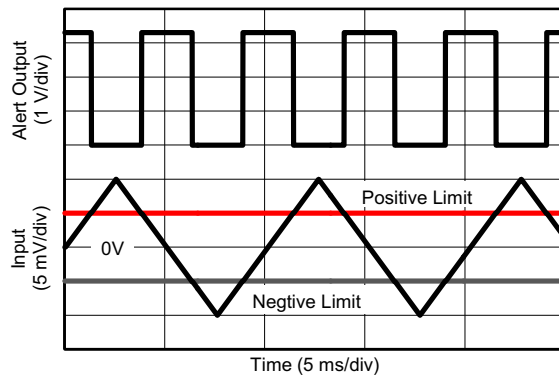 Alert Output
(1 V/div)
Positive Limit
Input
(5 mV/div)
0V
Negtive Limit
Time (5 ms/div)